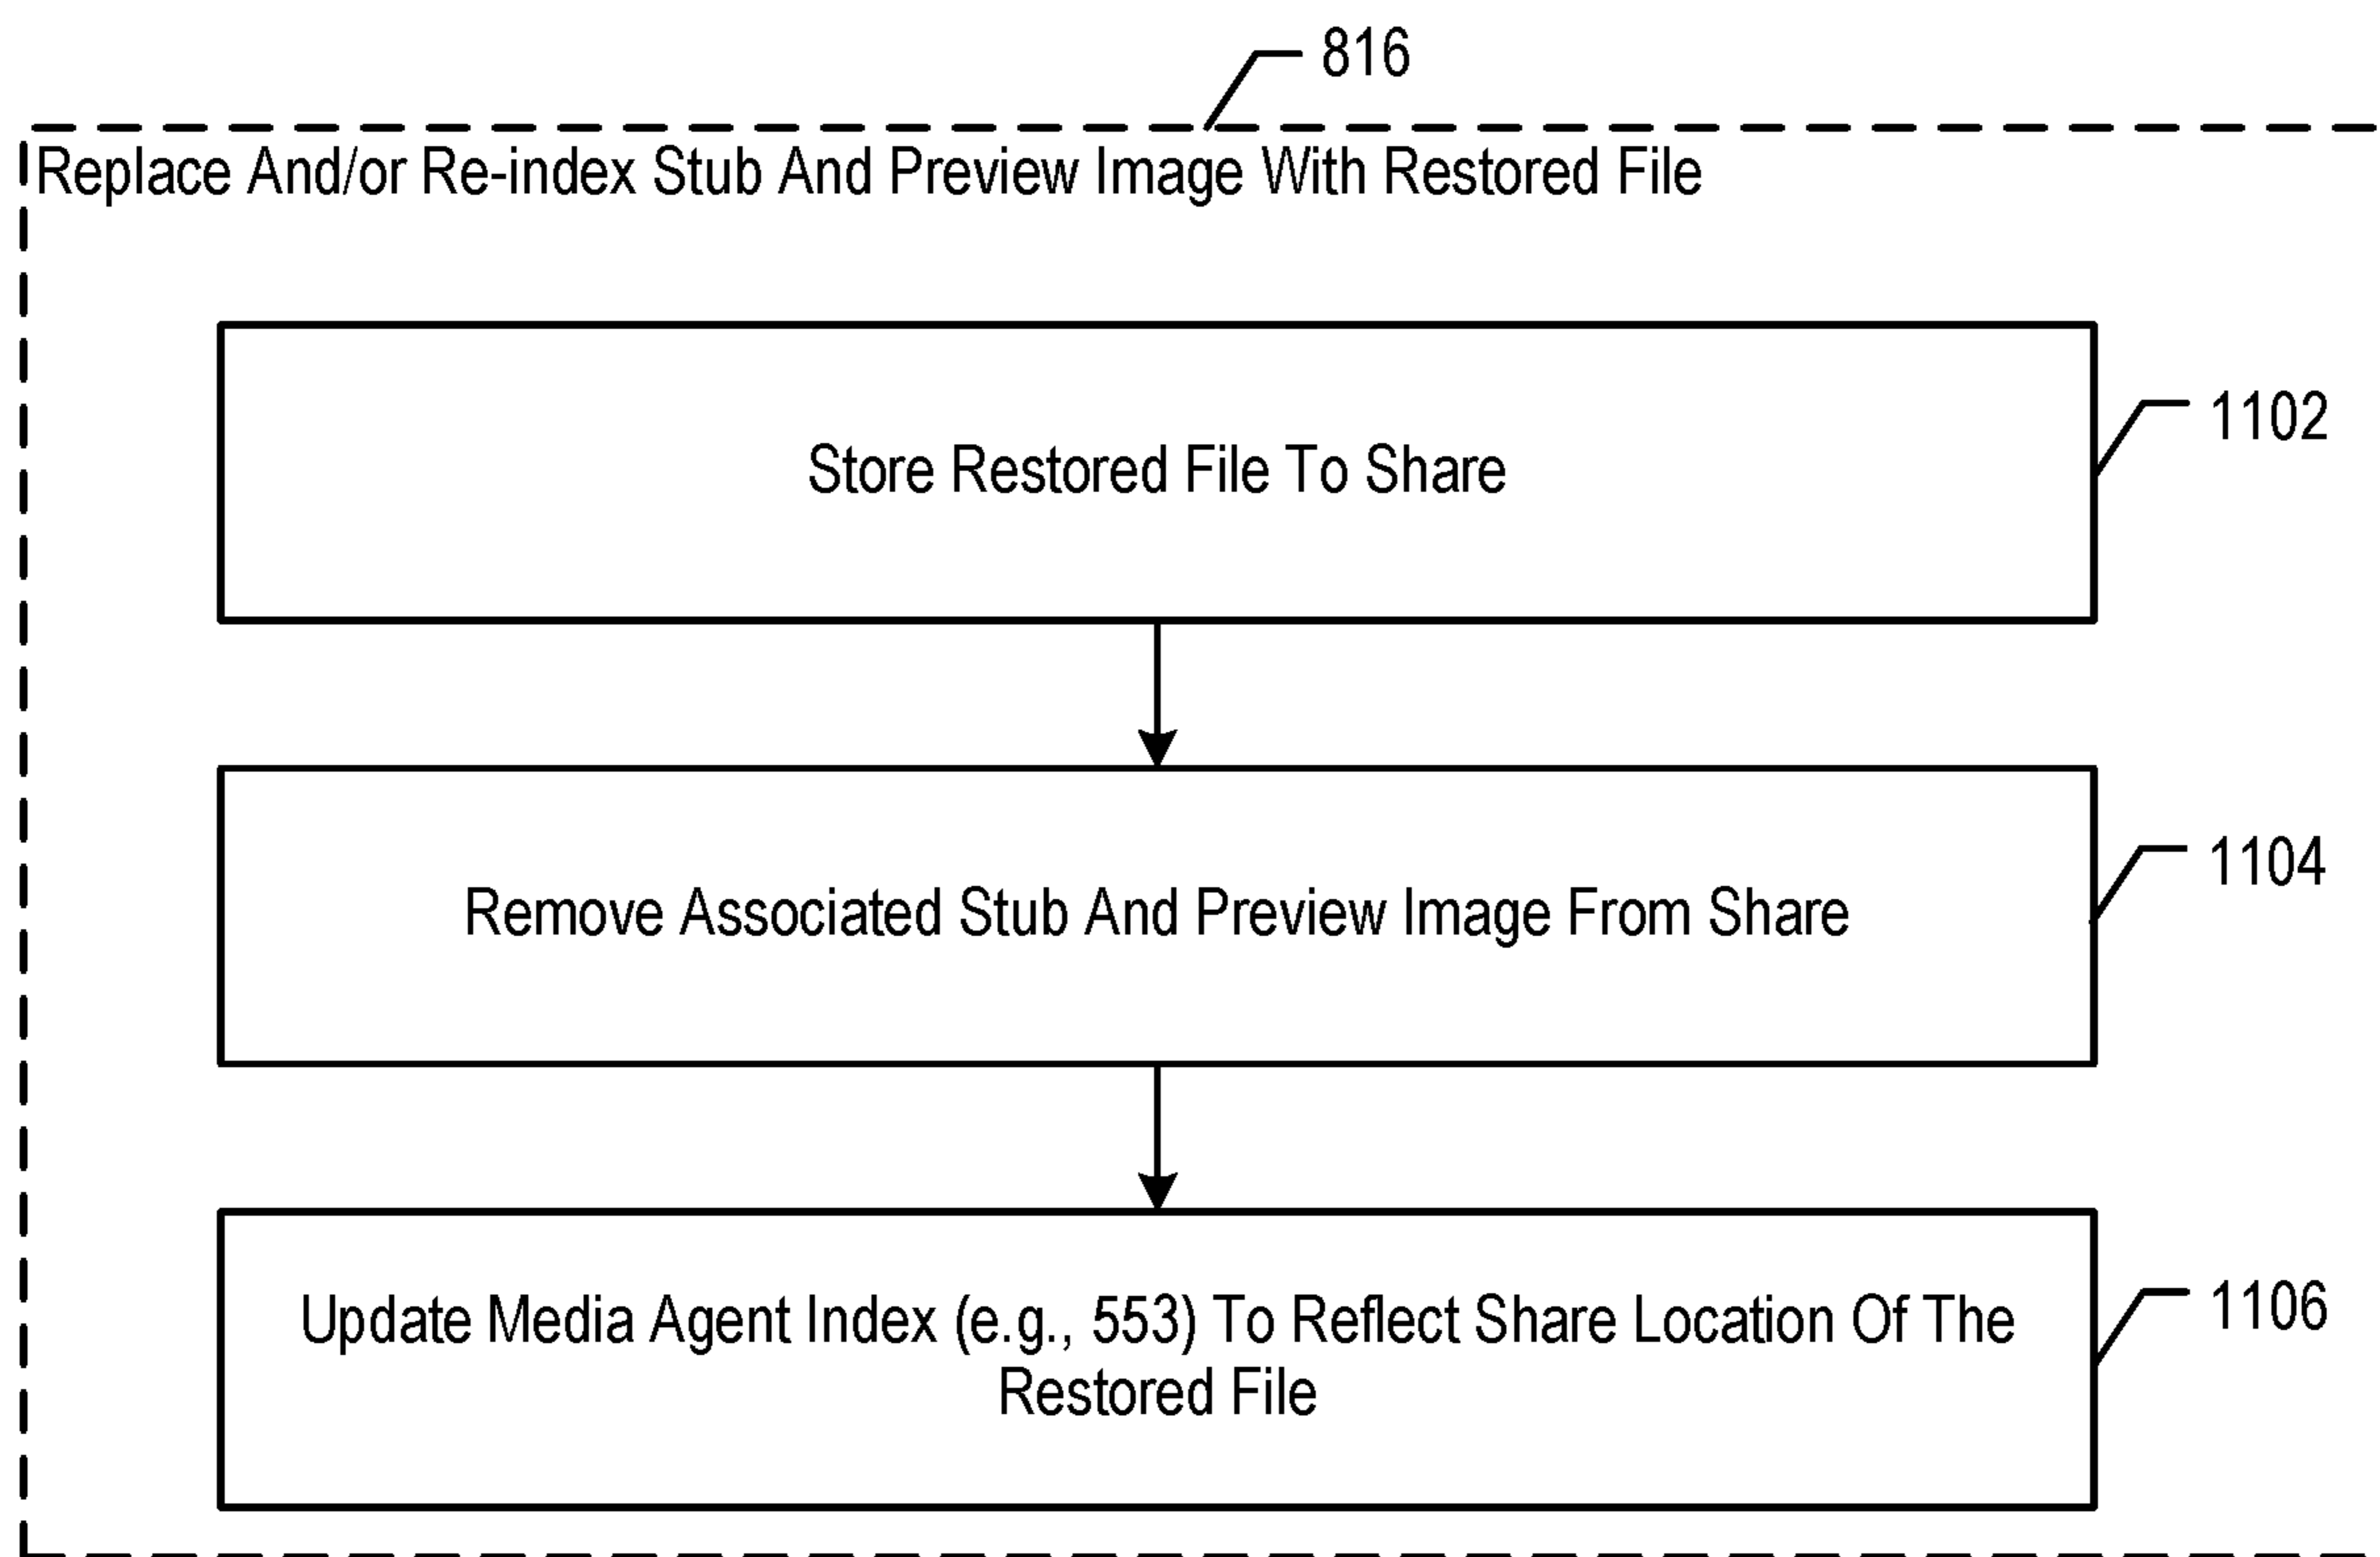 816
Replace And/or Re-index Stub And Preview Image With Restored File
Store Restored File To Share
1102
Remove Associated Stub And Preview Image From Share
1104
Update Media Agent Index (e.g., 553) To Reflect Share Location Of The
Restored File
1106